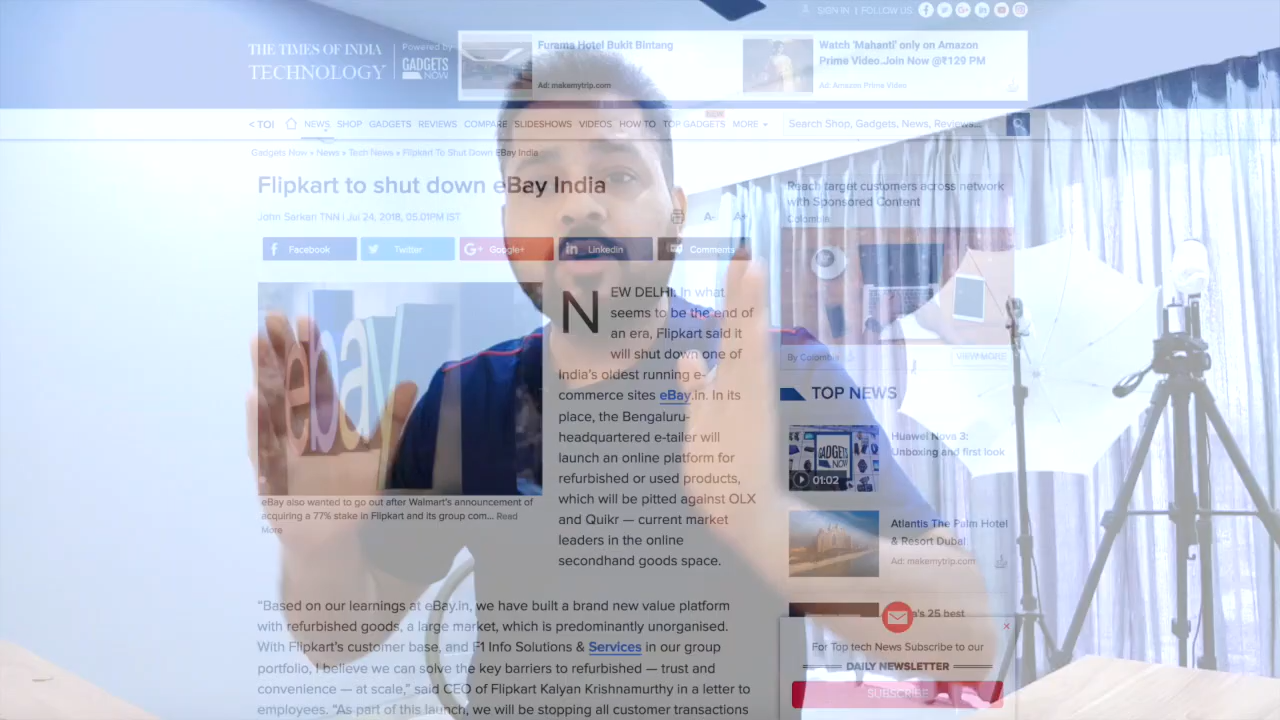 SIGN IN | FOLLOW US
THE TIMES OF INDIA
TECHNOLOGY
Powered by
GADGETS
NOW
Furama Hotel Bukit Bintang
Ad: makemytrip.com
Watch 'Mahanti' only on Amazon
Prime Video.Join Now @₹129 PM
Ad: Amazon Prime Video
< TOI NEWS SHOP GADGETS REVIEWS COMPARE SLIDESHOWS VIDEOS HOW TO TOP GADGETS MORE
Search Shop, Gadgets, News, Reviews...
Gadgets Now » News » Tech News » Flipkart To Shut Down EBay India
Flipkart to shut down eBay India
John Sarkar TNN | Jul 24, 2018, 05.01PM IST
A- A+
Facebook Twitter Google+ LinkedIn Comments
ebay
eBay also wanted to go out after Walmart's announcement of
acquiring a 77% stake in Flipkart and its group com... Read
More
NEW DELHI: In what
seems to be the end of
an era, Flipkart said it
will shut down one of
India's oldest running e-
commerce sites eBay.in. In its
place, the Bengaluru-
headquartered e-tailer will
launch an online platform for
refurbished or used products,
which will be pitted against OLX
and Quikr — current market
leaders in the online
secondhand goods space.
"Based on our learnings at eBay.in, we have built a brand new value platform
with refurbished goods, a large market, which is predominantly unorganised.
With Flipkart's customer base, and F1 Info Solutions & Services in our group
portfolio, I believe we can solve the key barriers to refurbished — trust and
convenience — at scale," said CEO of Flipkart Kalyan Krishnamurthy in a letter to
employees. "As part of this launch, we will be stopping all customer transactions
Reach target customers across network
with Sponsored Content
Colombia
By Colombia
VIEW MORE
TOP NEWS
GADGETS
NOW
01:02
Huawei Nova 3:
Unboxing and first look
Atlantis The Palm Hotel
& Resort Dubai
Ad: makemytrip.com
's 25 best
For Top tech News Subscribe to our
DAILY NEWSLETTER
SUBSCRIBE